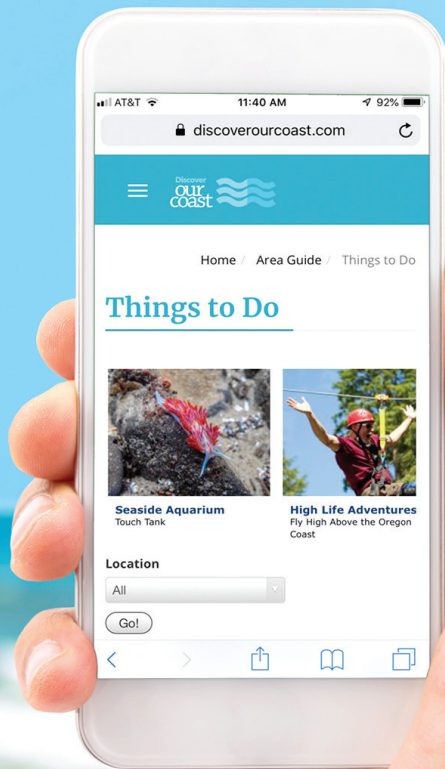 AT&T 11:40 AM 92%
discoverourcoast.com
Discover
our
coast
Home / Area Guide / Things to Do
Things to Do
Seaside Aquarium
Touch Tank
High Life Adventures
Fly High Above the Oregon
Coast
Location
All
Go!